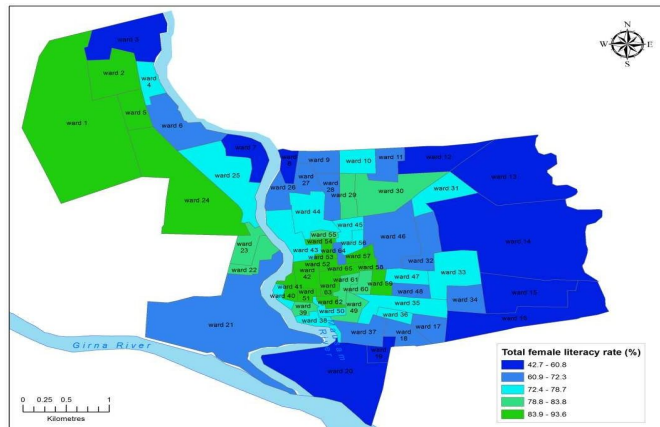 N
W E
S
ward 3
ward 2
ward
4
ward 5
ward 1
ward 6
ward 7
ward
8
ward 9
ward 10
ward 11
ward 12
ward 13
ward 25
ward 26
ward
27
ward
28
ward 29
ward 30
ward 31
ward 24
ward 44
ward 45
ward 46
ward 14
ward 55
ward 54
ward 56
ward 43
ward 64
ward 53
ward 57
ward 32
ward
23
ward 52
ward 22
ward
42
ward 65
ward 58
ward 33
ward 47
ward 61
ward 41
ward 59
ward 60
ward 40
ward
51
ward
63
ward 48
ward 15
ward 34
ward 62
ward
39
ward 50
ward
49
ward 35
ward 36
ward 38
ward 16
ward 21
ward 37
ward 17
ward
18
ward
19
ward 20
Girna River
Total female literacy rate (%)
42.7 - 60.8
60.9 - 72.3
72.4 - 78.7
78.8 - 83.8
83.9 - 93.6
0 0.5 1
Kilometres